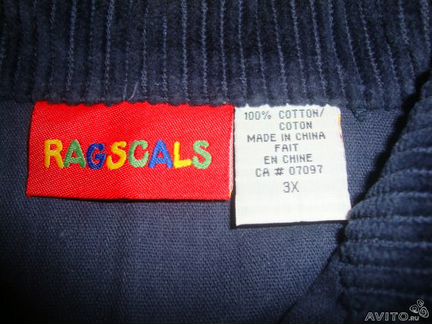 RAGSCALS
100% COTTON/
COTON
MADE IN CHINA
FAIT
EN CHINE
CA # 07097
3X
AVITO.ru